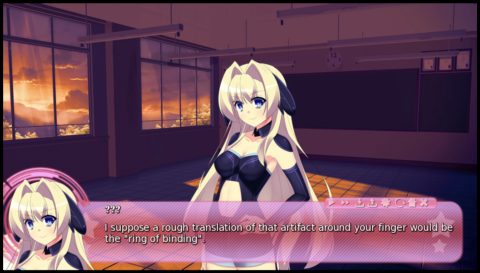 ???
I suppose a rough translation of that artifact around your finger would be
the "ring of binding".